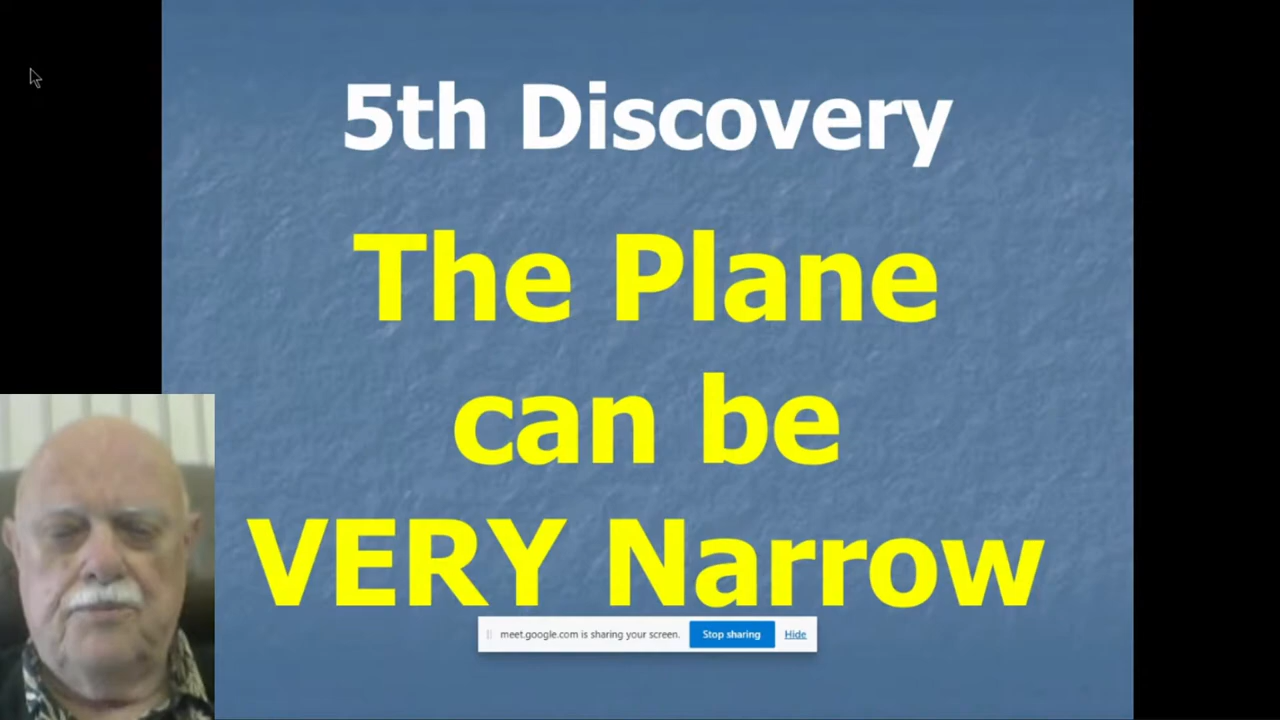 5th Discovery
The Plane
can be
VERY Narrow
meet.google.com is sharing your screen. Stop sharing Hide